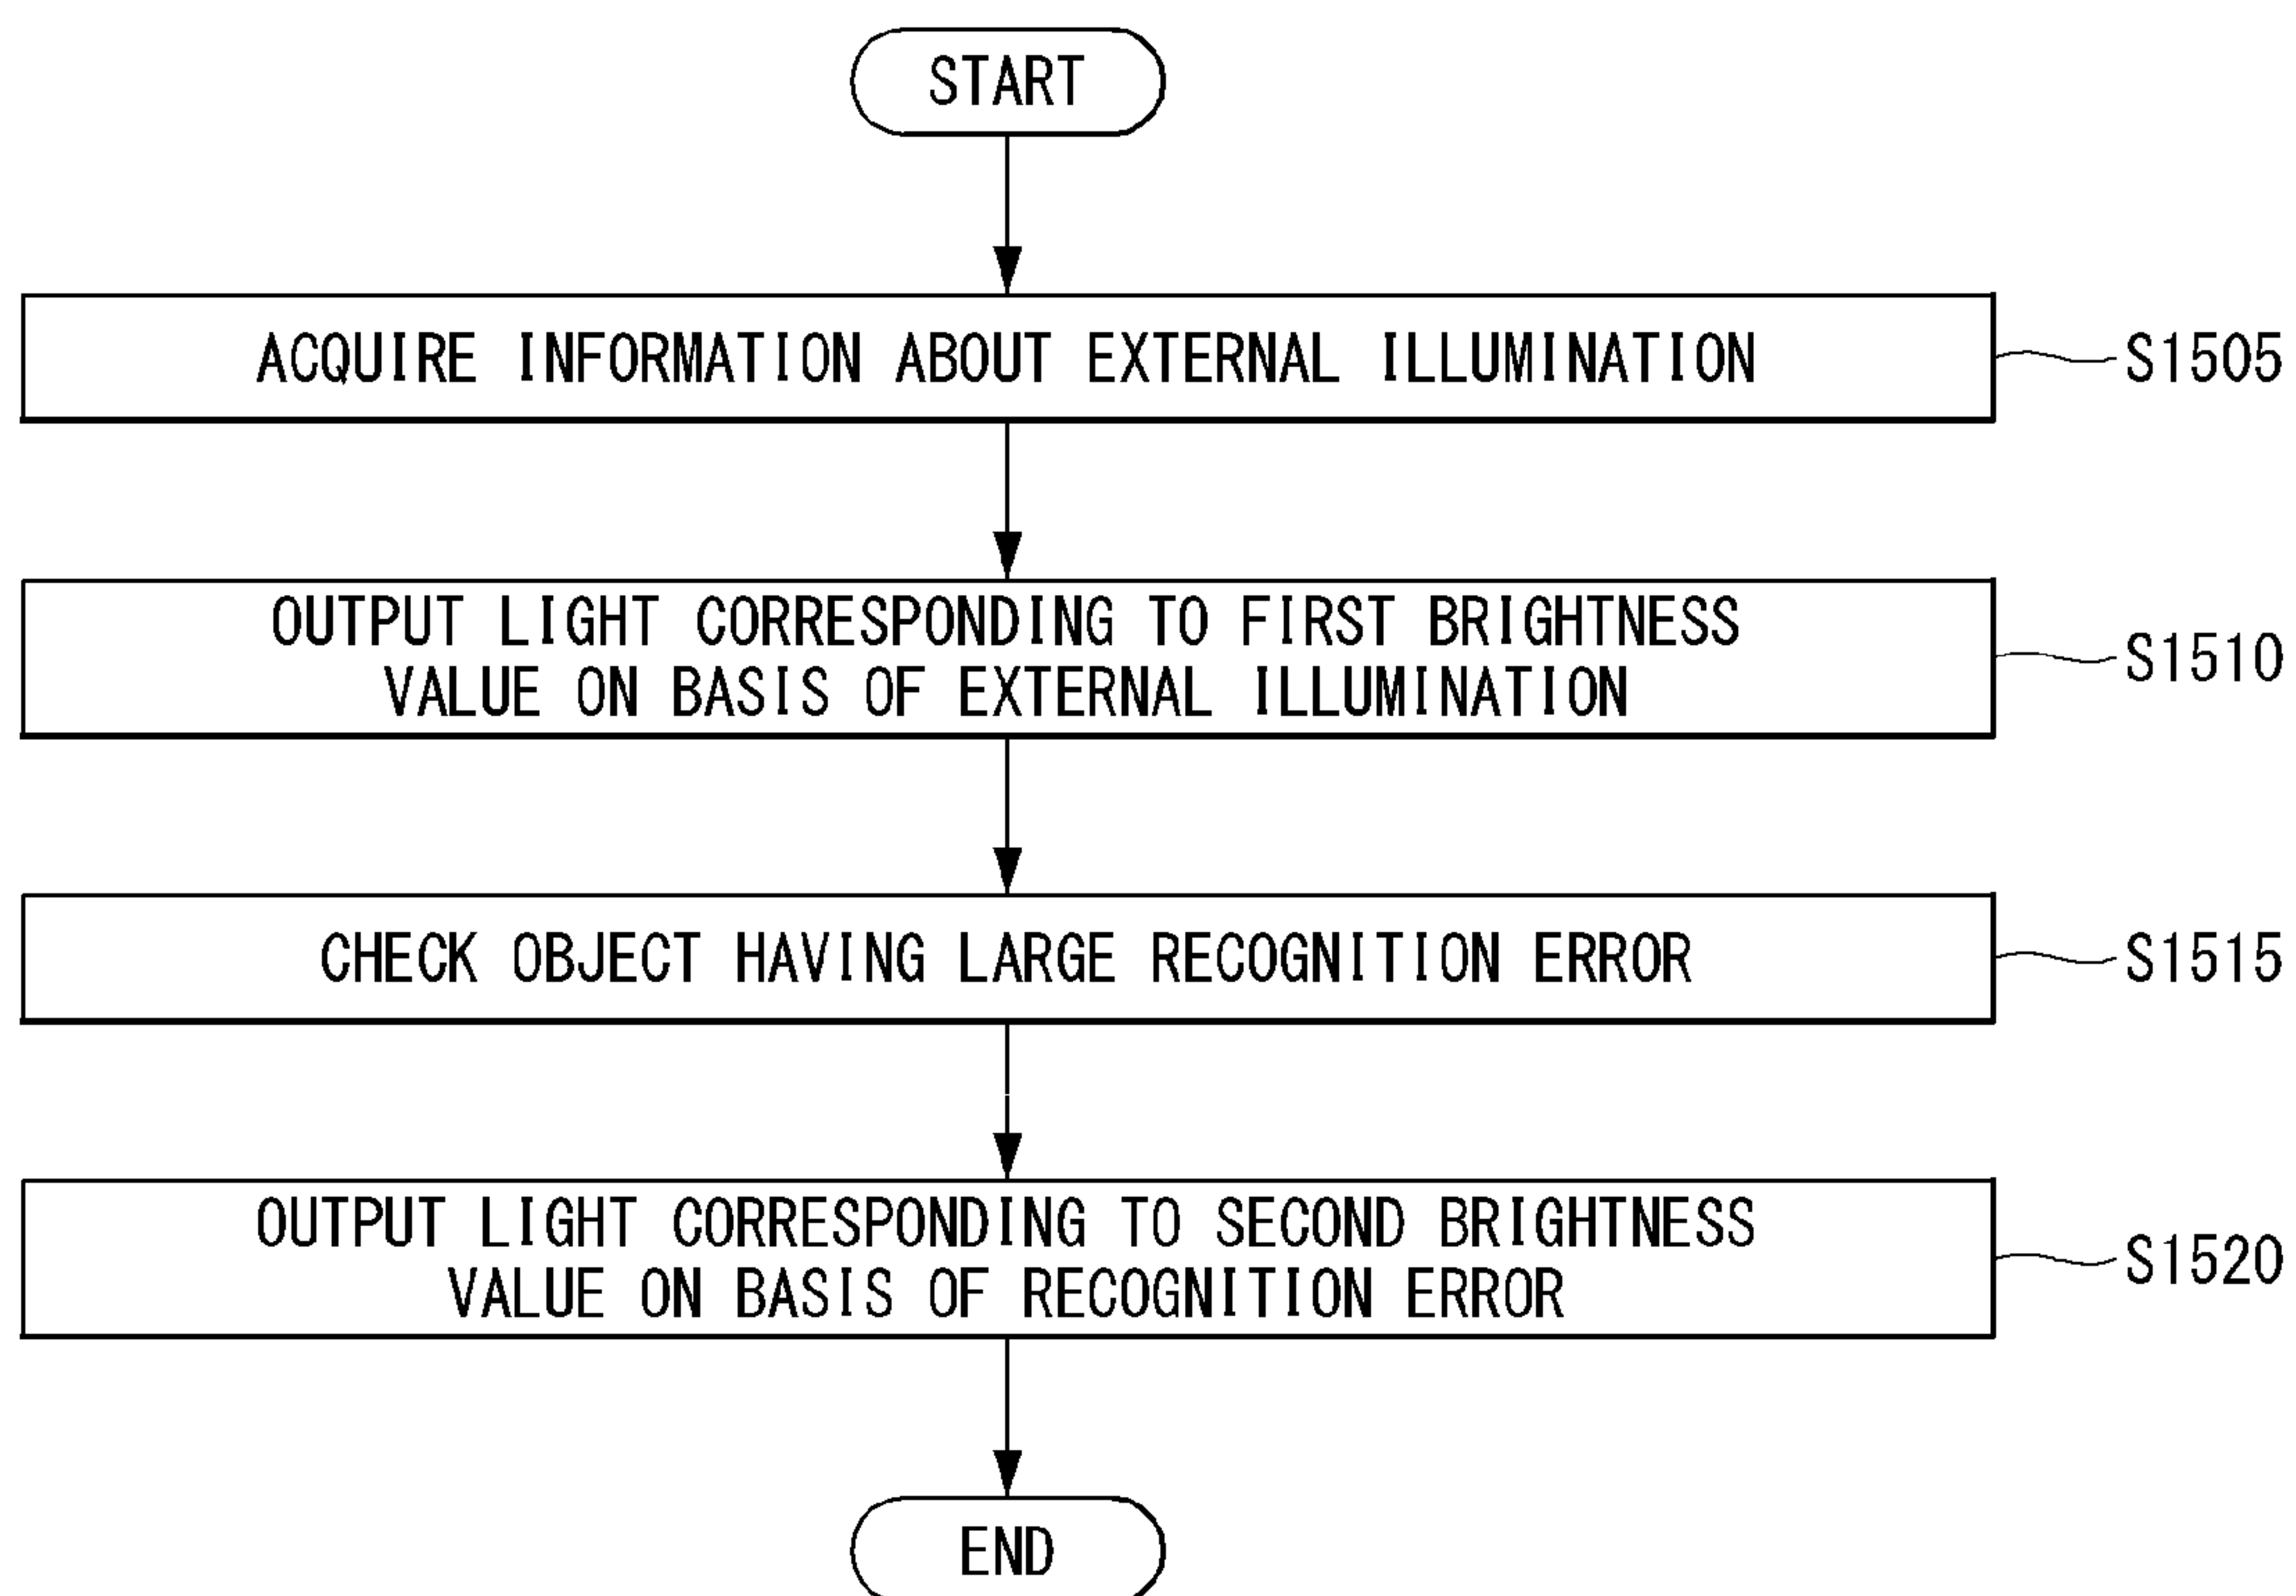 START
ACQUIRE INFORMATION ABOUT EXTERNAL ILLUMINATION
S1505
OUTPUT LIGHT CORRESPONDING TO FIRST BRIGHTNESS
VALUE ON BASIS OF EXTERNAL ILLUMINATION
S1510
CHECK OBJECT HAVING LARGE RECOGNITION ERROR
S1515
OUTPUT LIGHT CORRESPONDING TO SECOND BRIGHTNESS
VALUE ON BASIS OF RECOGNITION ERROR
S1520
END